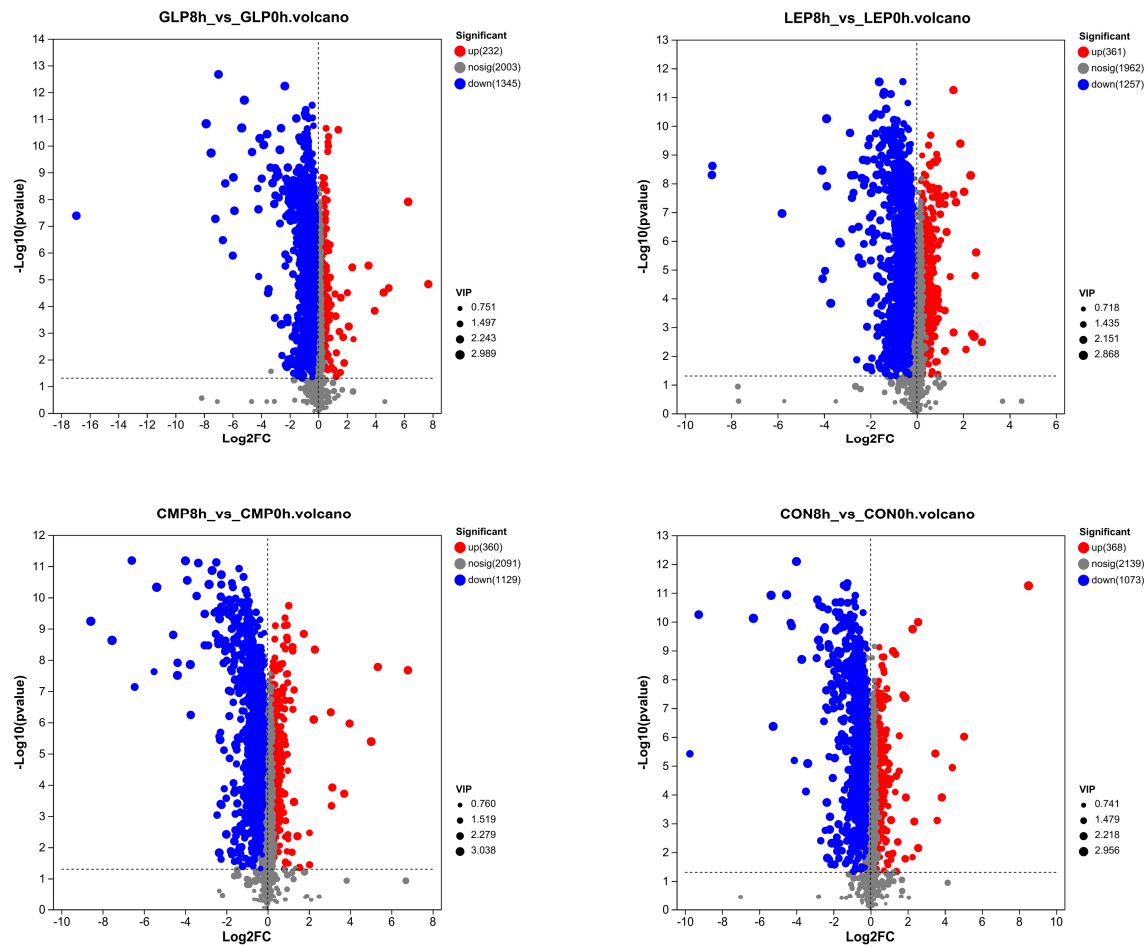 GLP8h_vs_GLP0h.volcano
Significant
up(232)
nosig(2003)
down(1345)
VIP
0.751
1.497
2.243
2.989
-Log10(pvalue)
14
13
12
11
10
9
8
7
6
5
4
3
2
1
0
-18 -16 -14 -12 -10 -8 -6 -4 -2 0 2 4 6 8
Log2FC
LEP8h_vs_LEP0h.volcano
Significant
up(361)
nosig(1962)
down(1257)
VIP
0.718
1.435
2.151
2.868
-Log10(pvalue)
13
12
11
10
9
8
7
6
5
4
3
2
1
0
-10 -8 -6 -4 -2 0 2 4 6
Log2FC
CMP8h_vs_CMP0h.volcano
Significant
up(360)
nosig(2091)
down(1129)
VIP
0.760
1.519
2.279
3.038
-Log10(pvalue)
12
11
10
9
8
7
6
5
4
3
2
1
0
-10 -8 -6 -4 -2 0 2 4 6 8
Log2FC
CON8h_vs_CON0h.volcano
Significant
up(368)
nosig(2139)
down(1073)
VIP
0.741
1.479
2.218
2.956
-Log10(pvalue)
13
12
11
10
9
8
7
6
5
4
3
2
1
0
-10 -8 -6 -4 -2 0 2 4 6 8 10
Log2FC